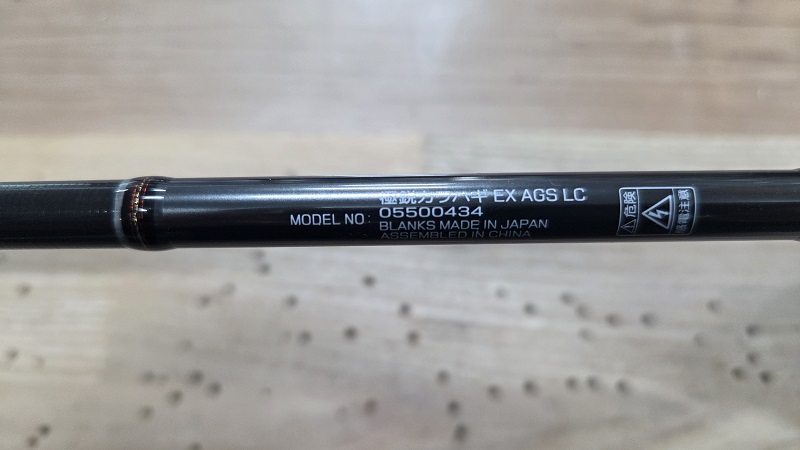 極鋭カワハギ EX AGS LC
MODEL NO: 05500434
BLANKS MADE IN JAPAN
ASSEMBLED IN CHINA
危険
感電注意